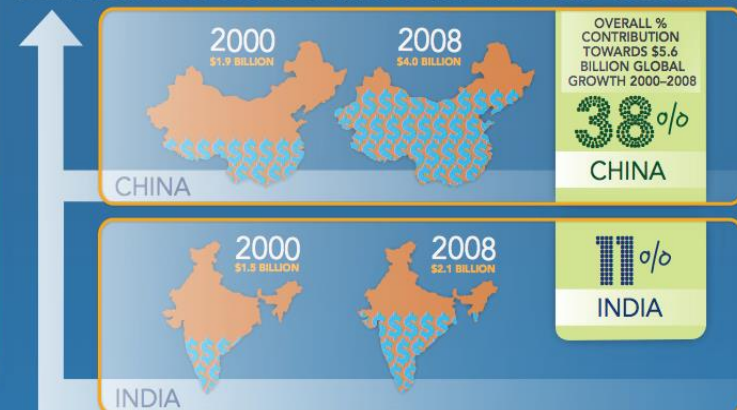 2000
$1.9 BILLION
2008
$4.0 BILLION
OVERALL %
CONTRIBUTION
TOWARDS $5.6
BILLION GLOBAL
GROWTH 2000–2008
38%
CHINA
CHINA
2000
$1.5 BILLION
2008
$2.1 BILLION
11%
INDIA
INDIA